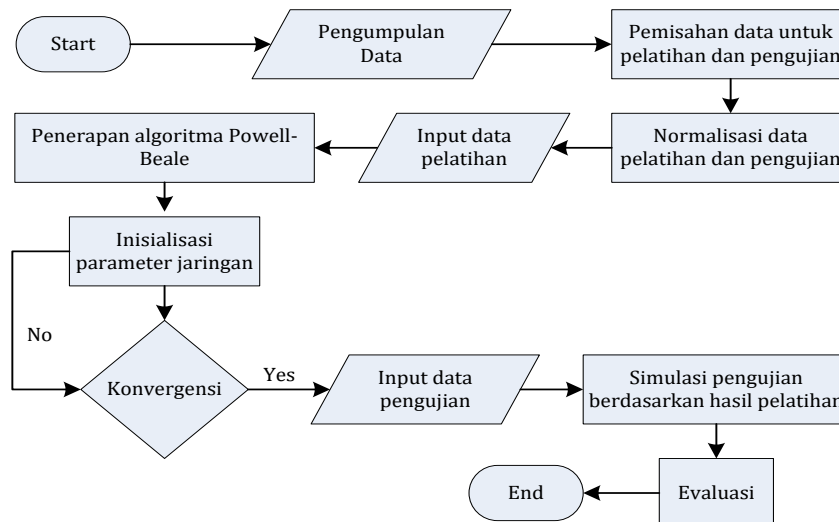 Start
Pengumpulan
Data
Pemisahan data untuk
pelatihan dan pengujian
Penerapan algoritma Powell-
Beale
Input data
pelatihan
Normalisasi data
pelatihan dan pengujian
Inisialisasi
parameter jaringan
No
Konvergensi
Yes
Input data
pengujian
Simulasi pengujian
berdasarkan hasil pelatihan
End
Evaluasi